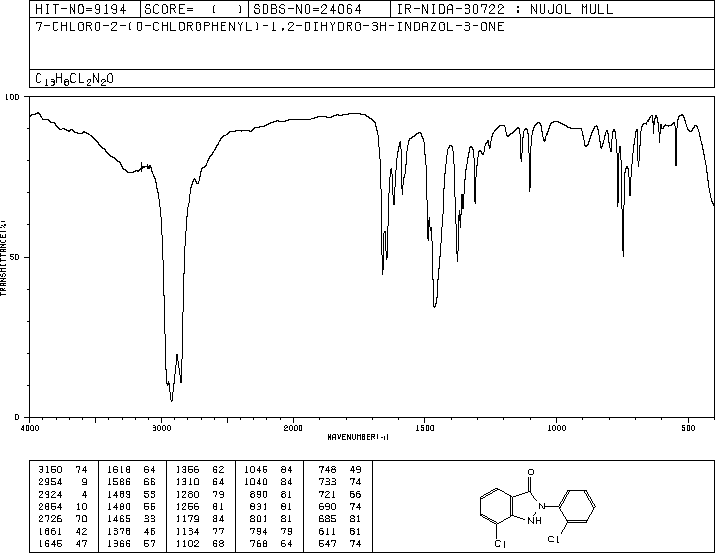 HIT-NO=9194 SCORE= ( ) SDBS-NO=24064 IR-NIDA-30722 : NUJOL MULL
7-CHLORO-2-(O-CHLOROPHENYL)-1,2-DIHYDRO-3H-INDAZOL-3-ONE
C13H8CL2N2O
100
50
0
TRANSMITTANCE(%)
4000 3000 2000 1500 1000 500
WAVENUMBER(-1)
3160 74 1618 64 1356 62 1046 84 748 49
2954 9 1586 66 1310 64 1040 84 733 74
2924 4 1489 55 1280 79 890 81 721 66
2854 10 1480 55 1256 81 831 81 690 74
2726 70 1465 33 1179 84 801 81 685 81
1661 42 1378 46 1134 77 794 79 611 81
1645 47 1366 57 1102 68 768 64 547 74
O
N
NH
Cl
Cl